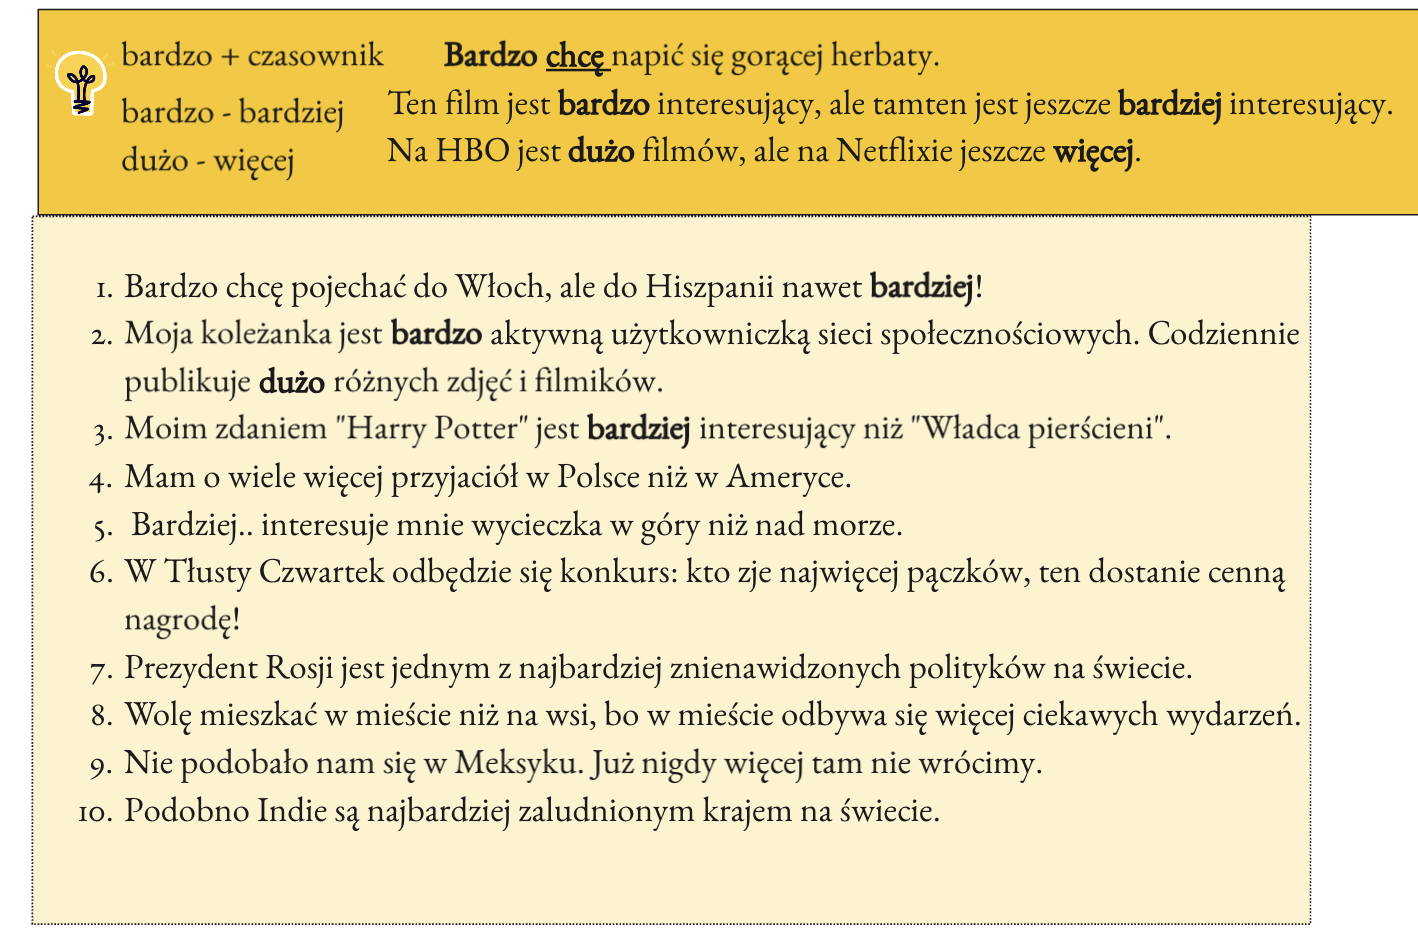 bardzo + czasownik Bardzo chcę napić się gorącej herbaty.
bardzo - bardziej Ten film jest bardzo interesujący, ale tamten jest jeszcze bardziej interesujący.
dużo - więcej Na HBO jest dużo filmów, ale na Netflixie jeszcze więcej.
1. Bardzo chcę pojechać do Włoch, ale do Hiszpanii nawet bardziej!
2. Moja koleżanka jest bardzo aktywną użytkowniczką sieci społecznościowych. Codziennie
publikuje dużo różnych zdjęć i filmików.
3. Moim zdaniem "Harry Potter" jest bardziej interesujący niż "Władca pierścieni".
4. Mam o wiele więcej przyjaciół w Polsce niż w Ameryce.
5. Bardziej.. interesuje mnie wycieczka w góry niż nad morze.
6. W Tłusty Czwartek odbędzie się konkurs: kto zje najwięcej pączków, ten dostanie cenną
nagrodę!
7. Prezydent Rosji jest jednym z najbardziej znienawidzonych polityków na świecie.
8. Wolę mieszkać w mieście niż na wsi, bo w mieście odbywa się więcej ciekawych wydarzeń.
9. Nie podobało nam się w Meksyku. Już nigdy więcej tam nie wrócimy.
10. Podobno Indie są najbardziej zaludnionym krajem na świecie.